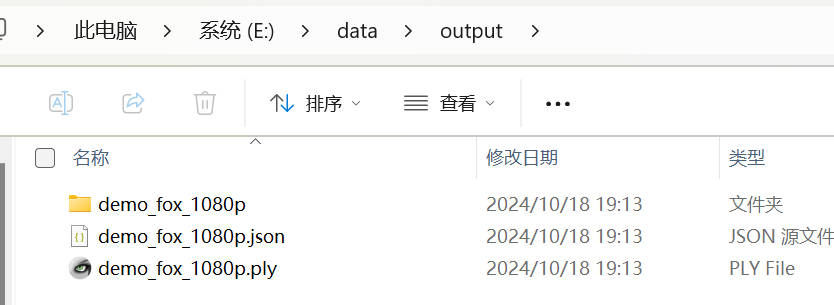 此电脑 > 系统 (E:) > data > output >
排序 查看 •••
名称 修改日期 类型
demo_fox_1080p 2024/10/18 19:13 文件夹
demo_fox_1080p.json 2024/10/18 19:13 JSON 源文件
demo_fox_1080p.ply 2024/10/18 19:13 PLY File